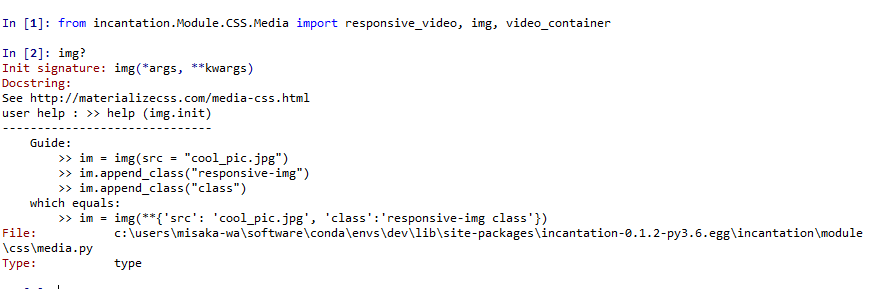 In [1]: from incantation.Module.CSS.Media import responsive_video, img, video_container
In [2]: img?
Init signature: img(*args, **kwargs)
Docstring:
See http://materializecss.com/media-css.html
user help : >> help (img.init)
------------------------------
    Guide:
        >> im = img(src = "cool_pic.jpg")
        >> im.append_class("responsive-img")
        >> im.append_class("class")
    which equals:
        >> im = img(**{'src': 'cool_pic.jpg', 'class':'responsive-img class'})
File:           c:\users\misaka-wa\software\conda\envs\dev\lib\site-packages\incantation-0.1.2-py3.6.egg\incantation\module
\css\media.py
Type:           type